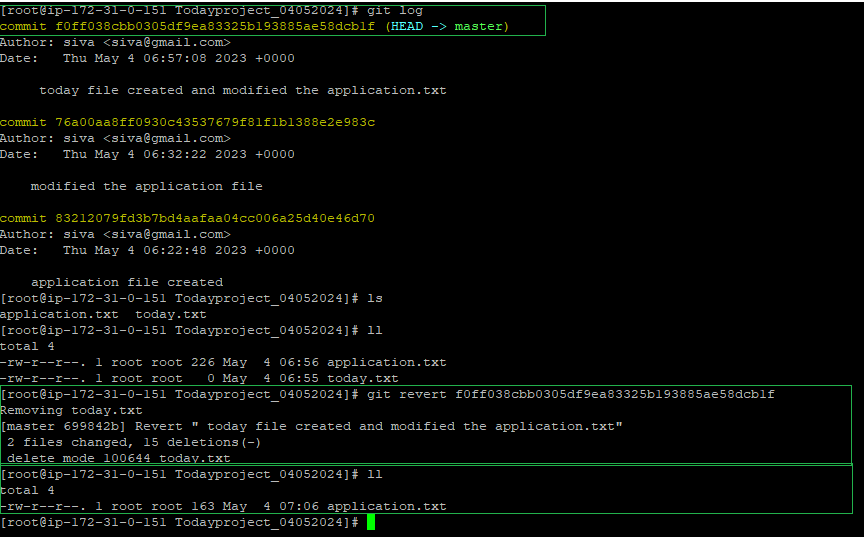 [root@ip-172-31-0-151 Todayproject_04052024]# git log
commit f0ff038cbb0305df9ea83325b193885ae58dcb1f (HEAD -> master)
Author: siva <siva@gmail.com>
Date:   Thu May 4 06:57:08 2023 +0000
     today file created and modified the application.txt
commit 76a00aa8ff0930c43537679f81f1b1388e2e983c
Author: siva <siva@gmail.com>
Date:   Thu May 4 06:32:22 2023 +0000
    modified the application file
commit 83212079fd3b7bd4aafaa04cc006a25d40e46d70
Author: siva <siva@gmail.com>
Date:   Thu May 4 06:22:48 2023 +0000
    application file created
[root@ip-172-31-0-151 Todayproject_04052024]# ls
application.txt  today.txt
[root@ip-172-31-0-151 Todayproject_04052024]# ll
total 4
-rw-r--r--. 1 root root 226 May  4 06:56 application.txt
-rw-r--r--. 1 root root   0 May  4 06:55 today.txt
[root@ip-172-31-0-151 Todayproject_04052024]# git revert f0ff038cbb0305df9ea83325b193885ae58dcb1f
Removing today.txt
[master 699842b] Revert " today file created and modified the application.txt"
 2 files changed, 15 deletions(-)
 delete mode 100644 today.txt
[root@ip-172-31-0-151 Todayproject_04052024]# ll
total 4
-rw-r--r--. 1 root root 163 May  4 07:06 application.txt
[root@ip-172-31-0-151 Todayproject_04052024]#